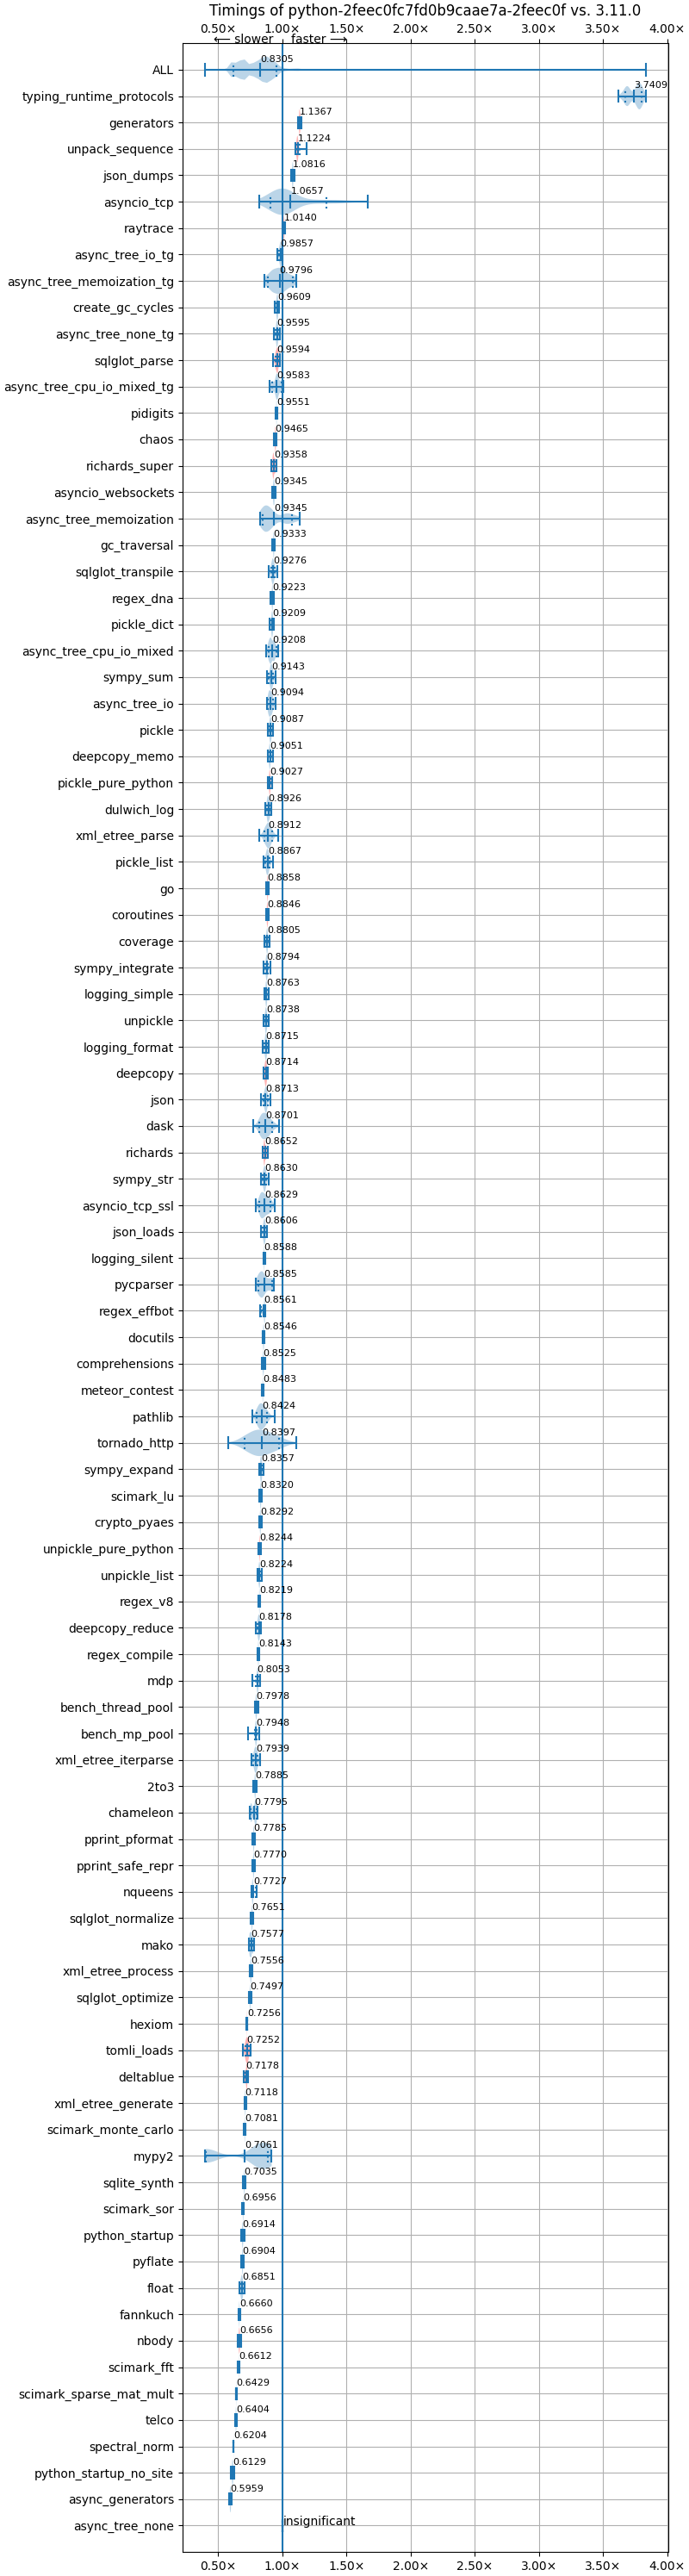 Timings of python-2feec0fc7fd0b9caae7a-2feec0f vs. 3.11.0
0.50× 1.00× 1.50× 2.00× 2.50× 3.00× 3.50× 4.00×
⟵ slower faster ⟶
ALL 0.8305
typing_runtime_protocols 3.7409
generators 1.1367
unpack_sequence 1.1224
json_dumps 1.0816
asyncio_tcp 1.0657
raytrace 1.0140
async_tree_io_tg 0.9857
async_tree_memoization_tg 0.9796
create_gc_cycles 0.9609
async_tree_none_tg 0.9595
sqlglot_parse 0.9594
async_tree_cpu_io_mixed_tg 0.9583
pidigits 0.9551
chaos 0.9465
richards_super 0.9358
asyncio_websockets 0.9345
async_tree_memoization 0.9345
gc_traversal 0.9333
sqlglot_transpile 0.9276
regex_dna 0.9223
pickle_dict 0.9209
async_tree_cpu_io_mixed 0.9208
sympy_sum 0.9143
async_tree_io 0.9094
pickle 0.9087
deepcopy_memo 0.9051
pickle_pure_python 0.9027
dulwich_log 0.8926
xml_etree_parse 0.8912
pickle_list 0.8867
go 0.8858
coroutines 0.8846
coverage 0.8805
sympy_integrate 0.8794
logging_simple 0.8763
unpickle 0.8738
logging_format 0.8715
deepcopy 0.8714
json 0.8713
dask 0.8701
richards 0.8652
sympy_str 0.8630
asyncio_tcp_ssl 0.8629
json_loads 0.8606
logging_silent 0.8588
pycparser 0.8585
regex_effbot 0.8561
docutils 0.8546
comprehensions 0.8525
meteor_contest 0.8483
pathlib 0.8424
tornado_http 0.8397
sympy_expand 0.8357
scimark_lu 0.8320
crypto_pyaes 0.8292
unpickle_pure_python 0.8244
unpickle_list 0.8224
regex_v8 0.8219
deepcopy_reduce 0.8178
regex_compile 0.8143
mdp 0.8053
bench_thread_pool 0.7978
bench_mp_pool 0.7948
xml_etree_iterparse 0.7939
2to3 0.7885
chameleon 0.7795
pprint_pformat 0.7785
pprint_safe_repr 0.7770
nqueens 0.7727
sqlglot_normalize 0.7651
mako 0.7577
xml_etree_process 0.7556
sqlglot_optimize 0.7497
hexiom 0.7256
tomli_loads 0.7252
deltablue 0.7178
xml_etree_generate 0.7118
scimark_monte_carlo 0.7081
mypy2 0.7061
sqlite_synth 0.7035
scimark_sor 0.6956
python_startup 0.6914
pyflate 0.6904
float 0.6851
fannkuch 0.6660
nbody 0.6656
scimark_fft 0.6612
scimark_sparse_mat_mult 0.6429
telco 0.6404
spectral_norm 0.6204
python_startup_no_site 0.6129
async_generators 0.5959
async_tree_none insignificant
0.50× 1.00× 1.50× 2.00× 2.50× 3.00× 3.50× 4.00×